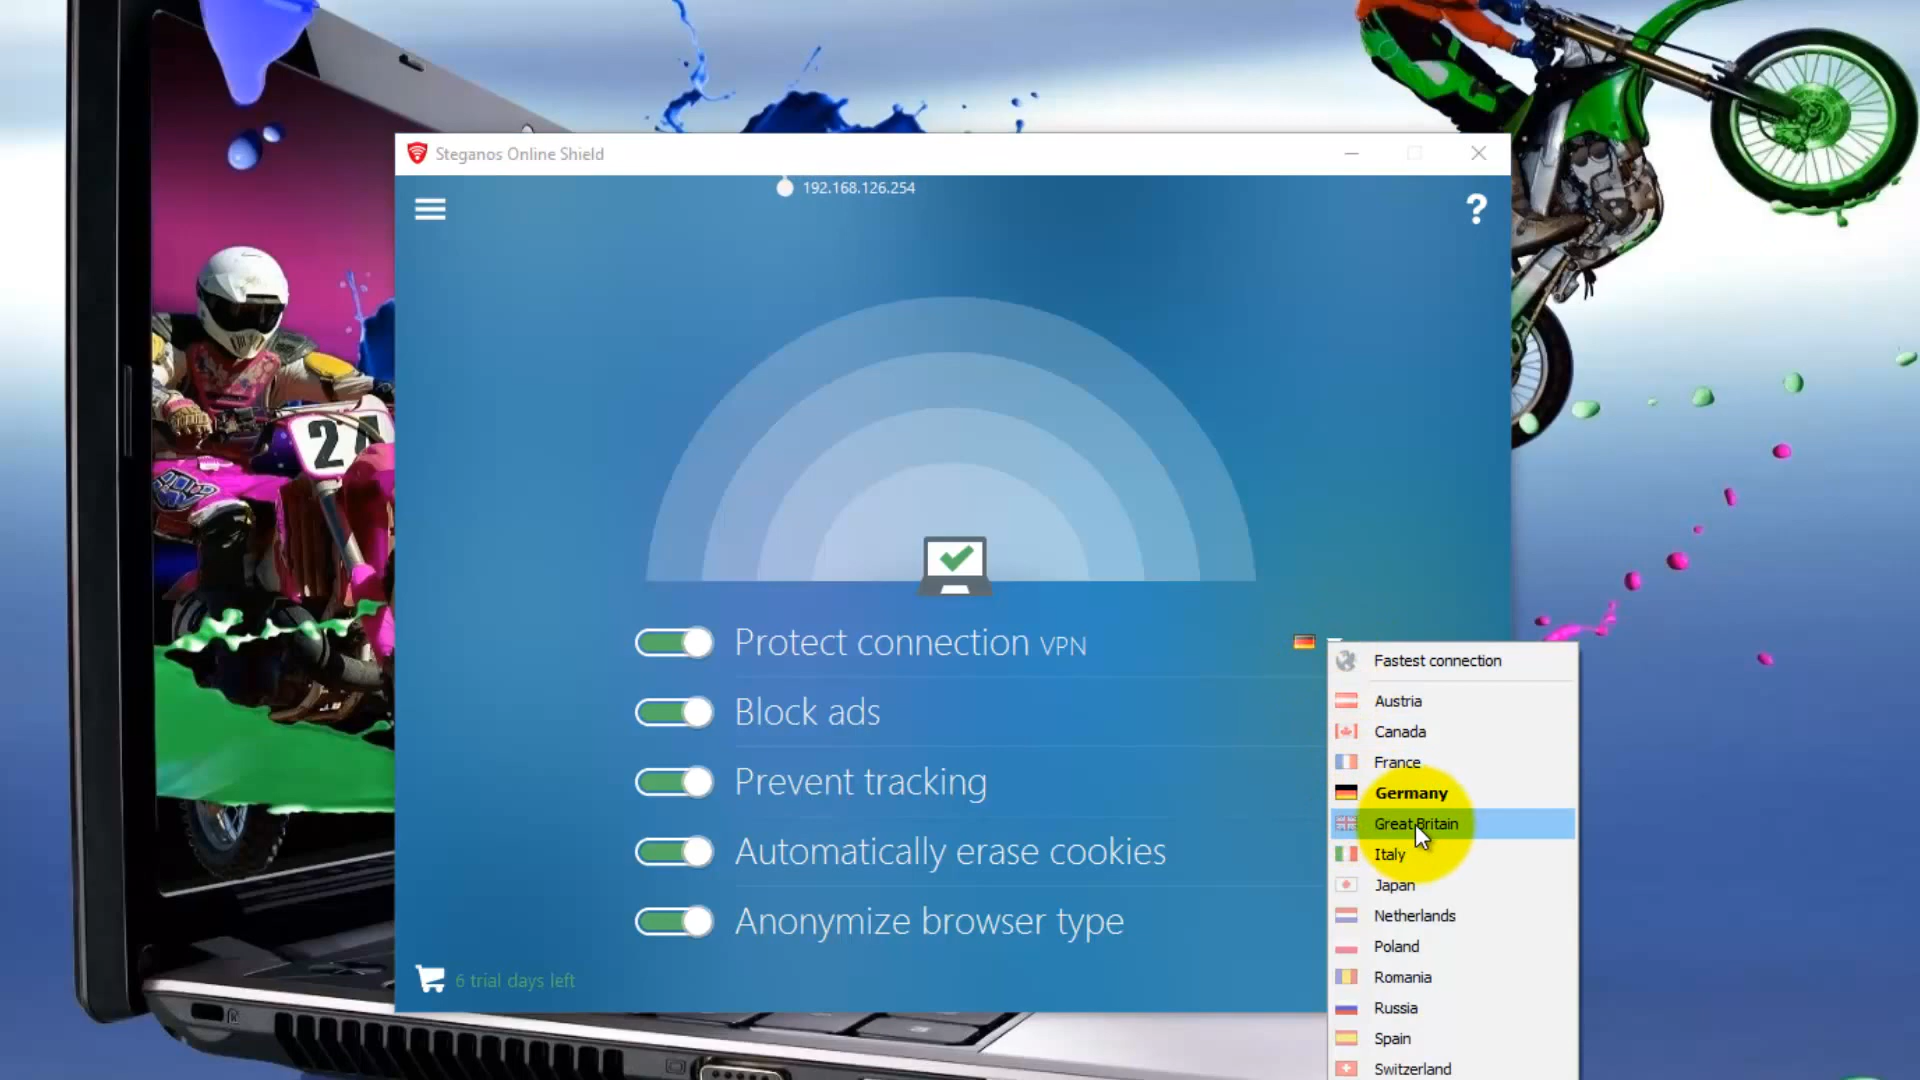 Steganos Online Shield
192.168.126.254
?
24
Protect connection VPN
Block ads
Prevent tracking
Automatically erase cookies
Anonymize browser type
6 trial days left
Fastest connection
Austria
Canada
France
Germany
Great Britain
Italy
Japan
Netherlands
Poland
Romania
Russia
Spain
Switzerland